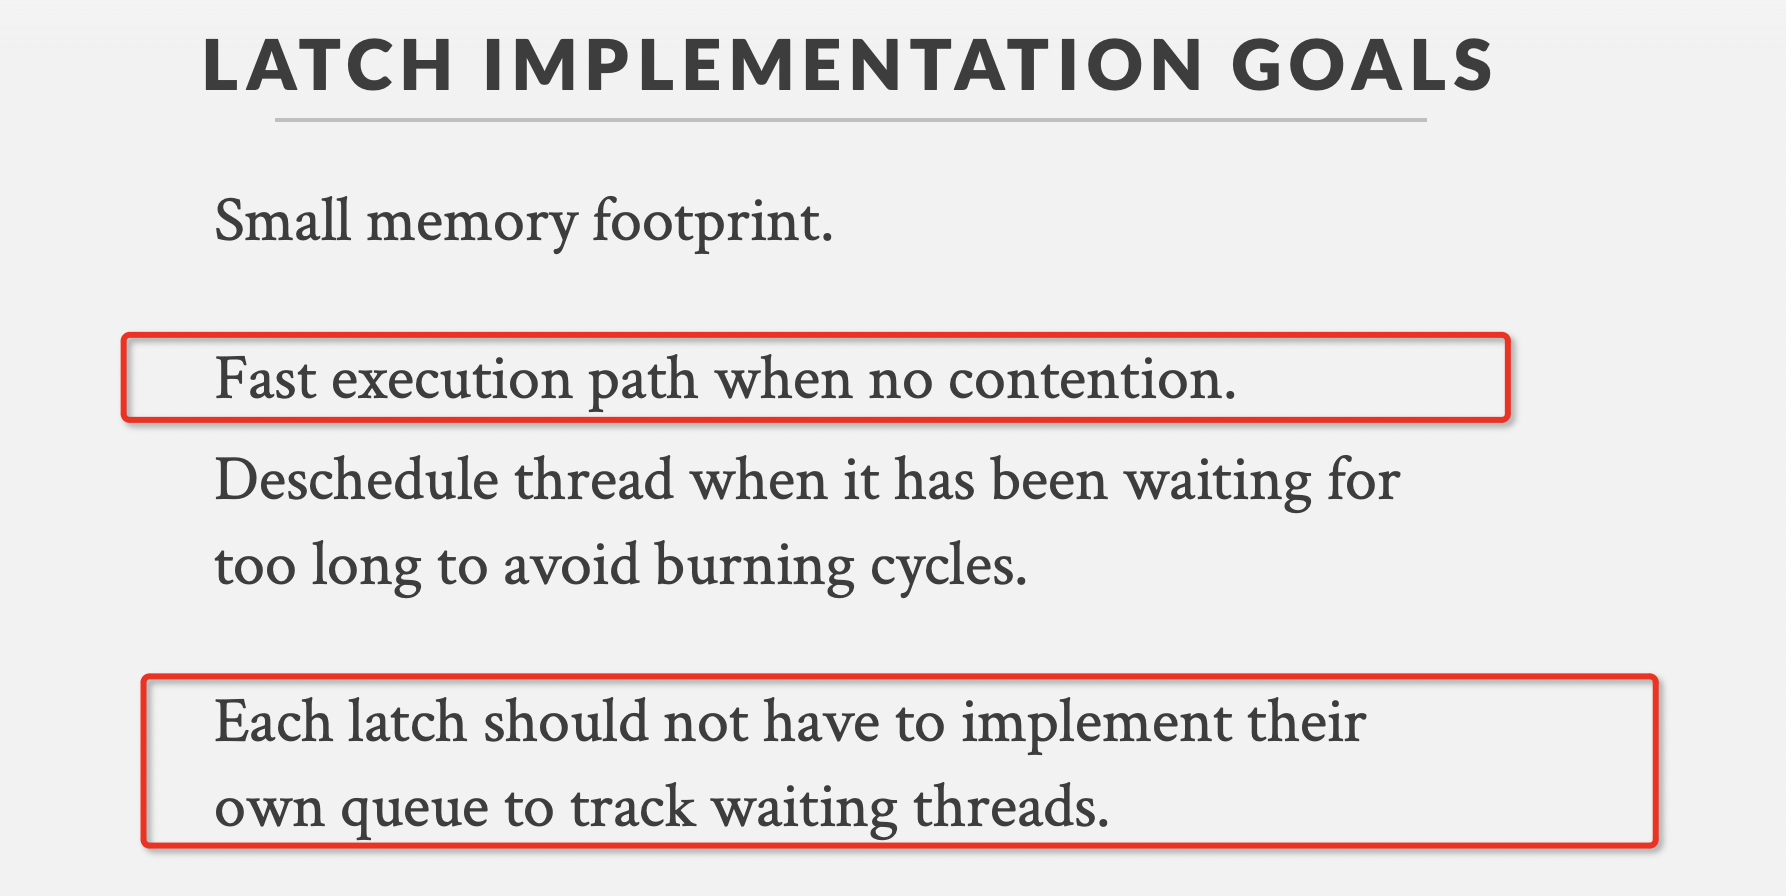 LATCH IMPLEMENTATION GOALS
Small memory footprint.
Fast execution path when no contention.
Deschedule thread when it has been waiting for
too long to avoid burning cycles.
Each latch should not have to implement their
own queue to track waiting threads.